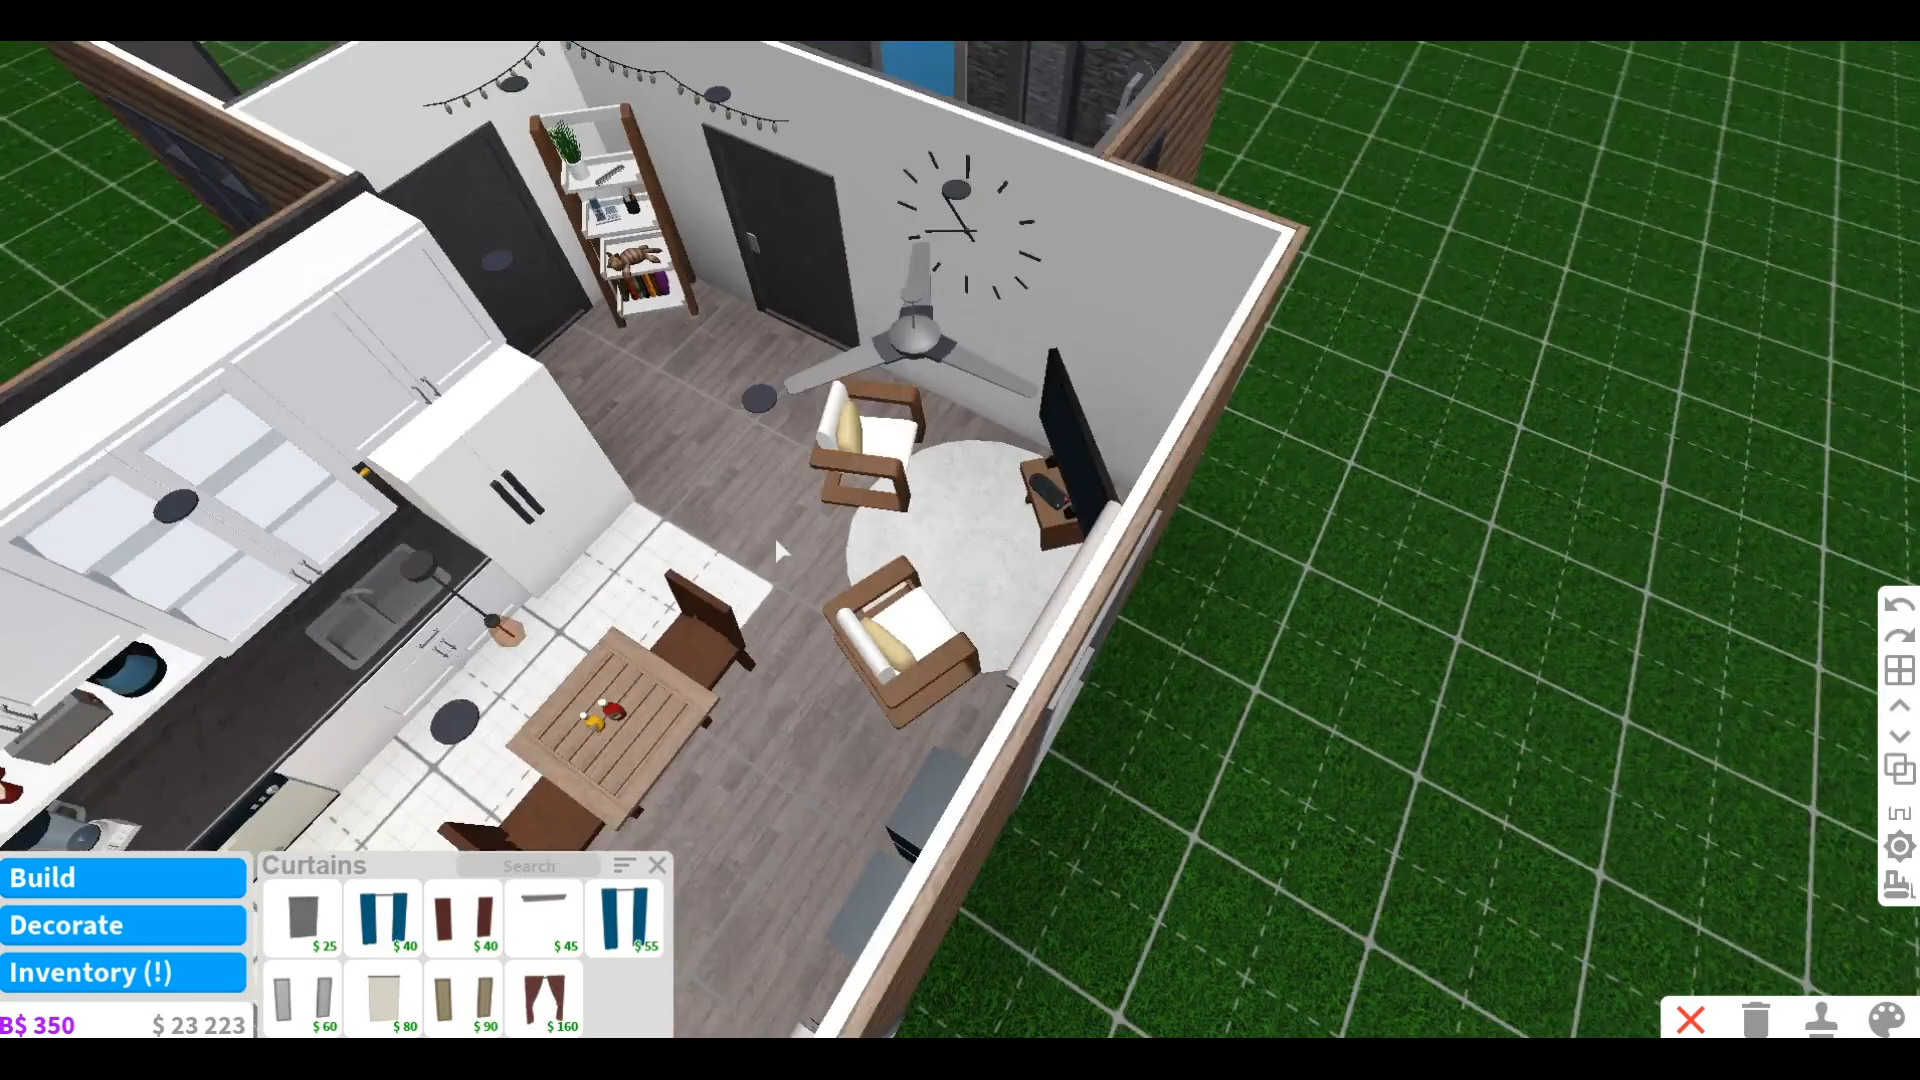 Build
Decorate
Inventory (!)
B$ 350 $ 23 223
Curtains Search
$ 25 $ 40 $ 40 $ 45 $ 55
$ 60 $ 80 $ 90 $ 160